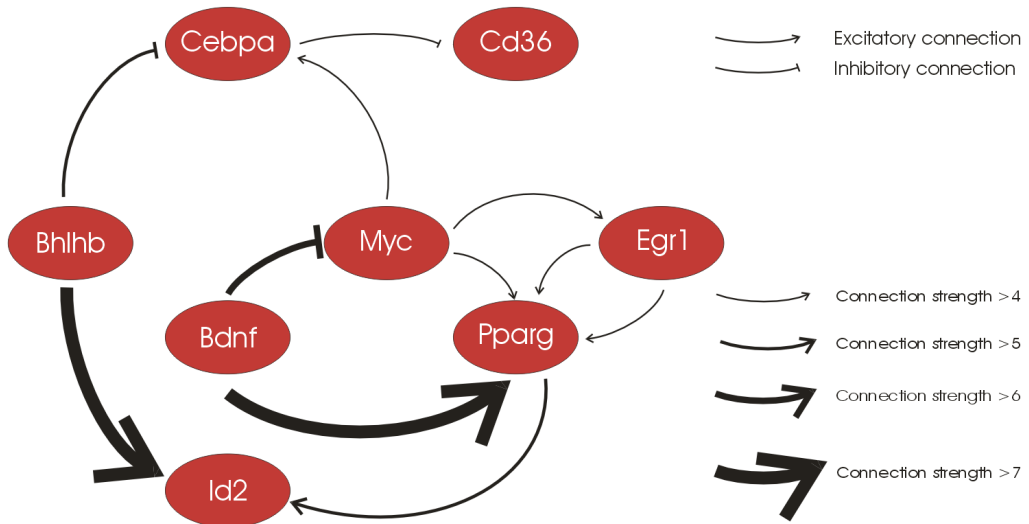 Cebpa
Cd36
Excitatory connection
Inhibitory connection
Bhlhb
Myc
Egr1
Bdnf
Pparg
Id2
Connection strength >4
Connection strength >5
Connection strength >6
Connection strength >7